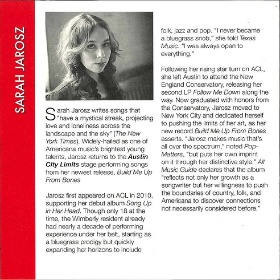 SARAH JAROSZ
Sarah Jarosz writes songs that
have "a mystical streak, projecting
love and loneliness across the
landscape and the sky" (The New
York Times). Widely-hailed as one of
Americana music's brightest young
talents, Jarosz returns to the Austin
City Limits stage performing songs
from her newest release, Build Me Up
From Bones
Jarosz first appeared on ACL in 2010,
supporting her debut album Song Up
in Her Head. Though only 18 at the
time, the Wimberly resident already
had nearly a decade of performing
experience under her belt, starting as
a bluegrass prodigy but quickly
expanding her horizons to include
folk, jazz and pop. "I never became
a bluegrass snob," she told Texas
Music. "I was always open to
everything."
Following her rising star turn on ACL,
she left Austin to attend the New
England Conservatory, releasing her
second LP Follow Me Down along the
way. Now graduated with honors from
the Conservatory, Jarosz moved to
New York City and dedicated herself
to pushing the limits of her art, as her
new record Build Me Up From Bones
asserts. "Jarosz makes music that's
all over the spectrum," noted Pop-
Matters, "but puts her own imprint
on it through her distinctive style." All
Music Guide declares that the album
"reflects not only her growth as a
songwriter but her willingness to push
the boundaries of country, folk, and
Americana to discover connections
not necessarily considered before."